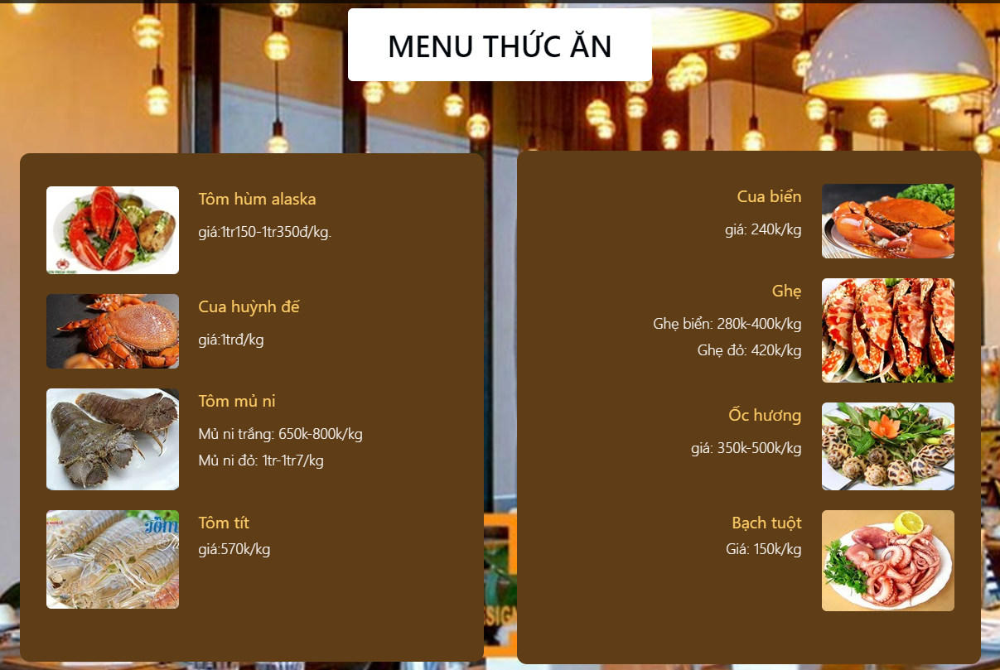 MENU THỨC ĂN
Tôm hùm alaska
giá:1tr150-1tr350đ/kg.
Cua huỳnh đế
giá:1trđ/kg
Tôm mủ ni
Mủ ni trắng: 650k-800k/kg
Mủ ni đỏ: 1tr-1tr7/kg
Tôm tít
giá:570k/kg
Cua biển
giá: 240k/kg
Ghẹ
Ghẹ biển: 280k-400k/kg
Ghẹ đỏ: 420k/kg
Ốc hương
giá: 350k-500k/kg
Bạch tuột
Giá: 150k/kg